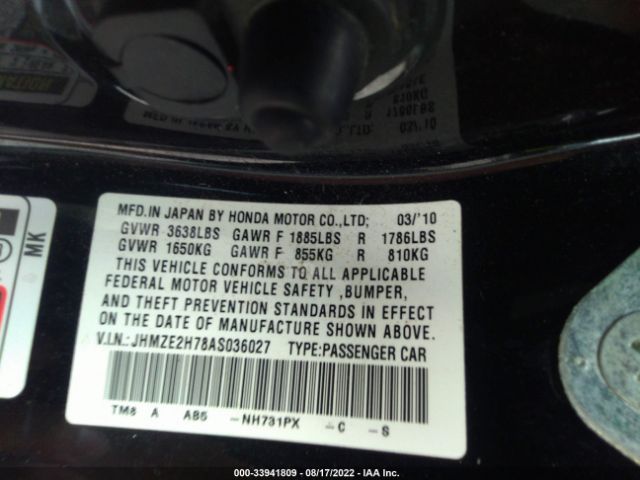 MFD.IN JAPAN BY HONDA MOTOR CO.,LTD; 03/'10
GVWR 3638LBS GAWR F 1885LBS R 1786LBS
GVWR 1650KG GAWR F 855KG R 810KG
THIS VEHICLE CONFORMS TO ALL APPLICABLE
FEDERAL MOTOR VEHICLE SAFETY ,BUMPER,
AND THEFT PREVENTION STANDARDS IN EFFECT
ON THE DATE OF MANUFACTURE SHOWN ABOVE.
V.I.N.:JHMZE2H78AS036027 TYPE:PASSENGER CAR
TM8 A AB5 -NH731PX -C -S
MK
000-33941809 - 08/17/2022 - IAA Inc.